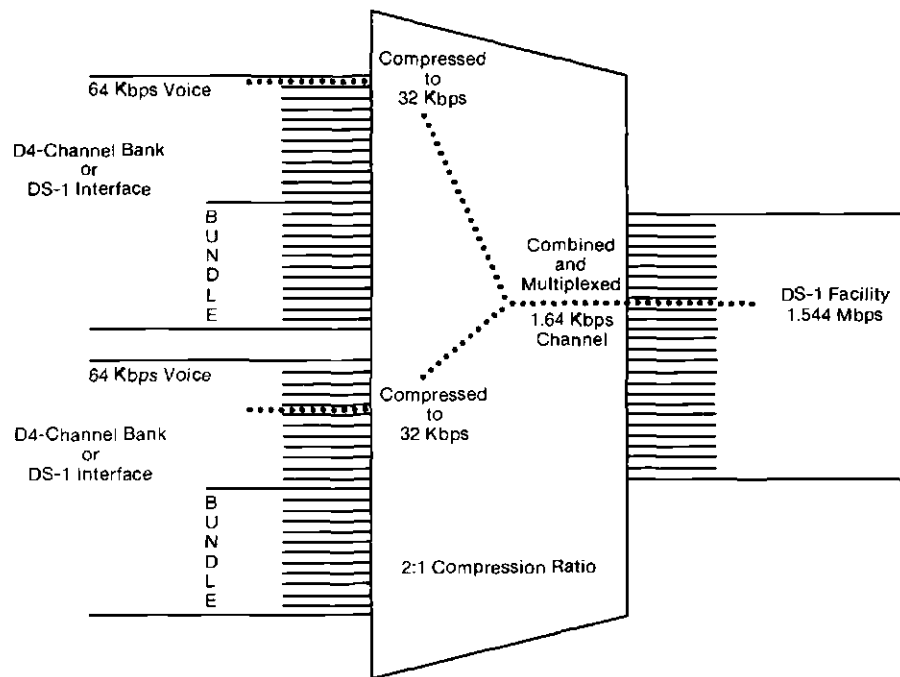 64 Kbps Voice
D4-Channel Bank
or
DS-1 Interface
BUNDLE
64 Kbps Voice
D4-Channel Bank
or
DS-1 Interface
BUNDLE
Compressed
to
32 Kbps
Combined
and
Multiplexed
1.64 Kbps
Channel
Compressed
to
32 Kbps
2:1 Compression Ratio
DS-1 Facility
1.544 Mbps